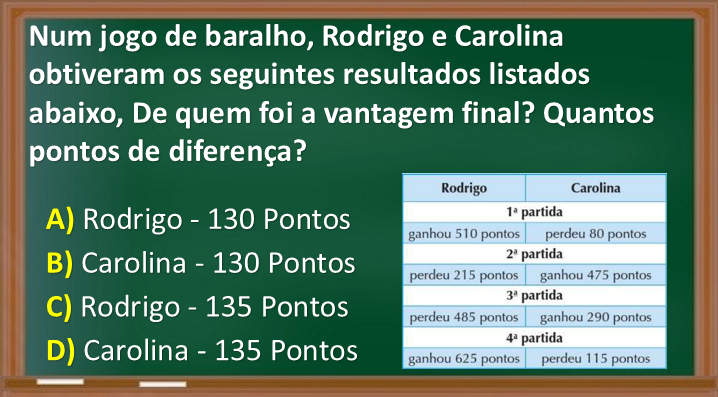 Num jogo de baralho, Rodrigo e Carolina
obtiveram os seguintes resultados listados
abaixo, De quem foi a vantagem final? Quantos
pontos de diferença?
A) Rodrigo - 130 Pontos
B) Carolina - 130 Pontos
C) Rodrigo - 135 Pontos
D) Carolina - 135 Pontos
Rodrigo Carolina
1ª partida
ganhou 510 pontos perdeu 80 pontos
2ª partida
perdeu 215 pontos ganhou 475 pontos
3ª partida
perdeu 485 pontos ganhou 290 pontos
4ª partida
ganhou 625 pontos perdeu 115 pontos